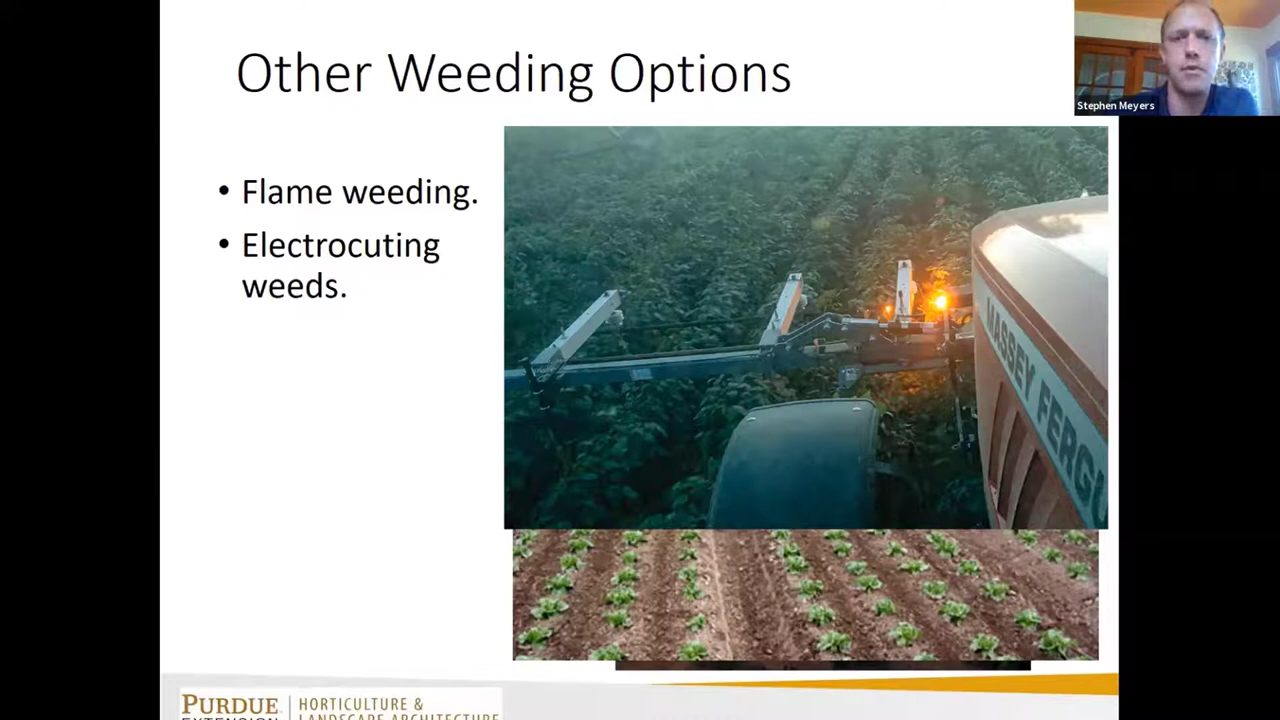 Other Weeding Options
Stephen Meyers
• Flame weeding.
• Electrocuting
weeds.
MASSEY FERGU
PURDUE
EXTENSION
HORTICULTURE &
LANDSCAPE ARCHITECTURE